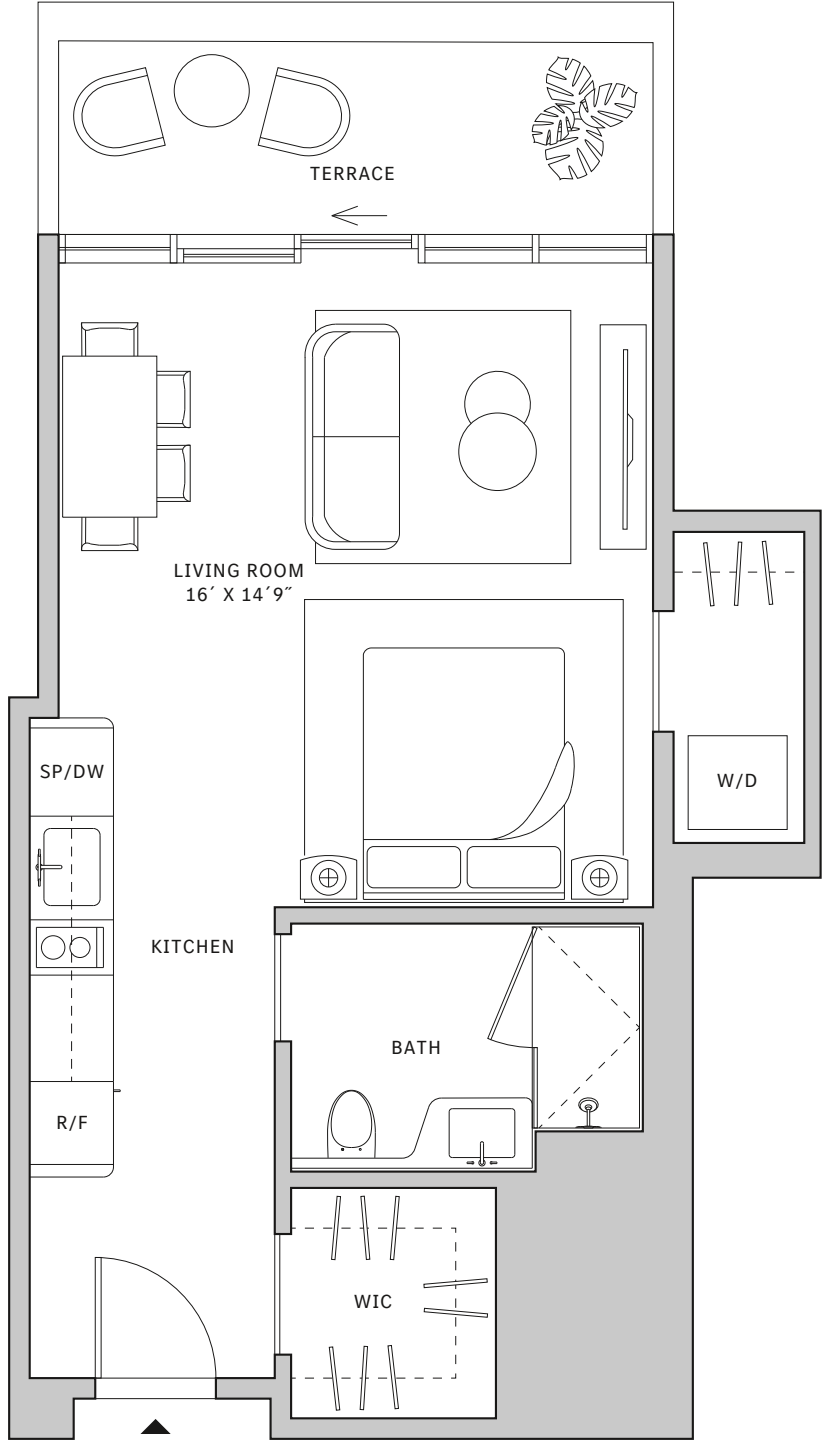 TERRACE
LIVING ROOM
16´ X 14´9˝
SP/DW
W/D
KITCHEN
BATH
R/F
WIC